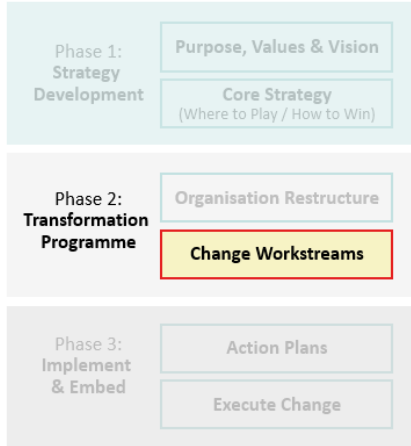 Phase 1:
Strategy
Development
Purpose, Values & Vision
Core Strategy
(Where to Play / How to Win)
Phase 2:
Transformation
Programme
Organisation Restructure
Change Workstreams
Phase 3:
Implement
& Embed
Action Plans
Execute Change